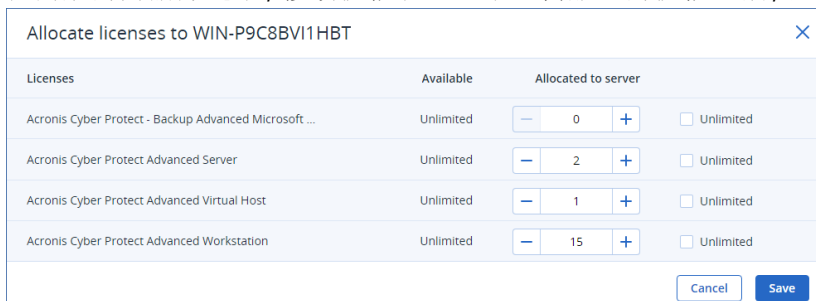 Allocate licenses to WIN-P9C8BVI1HBT
Licenses Available Allocated to server
Acronis Cyber Protect - Backup Advanced Microsoft ... Unlimited 0 Unlimited
Acronis Cyber Protect Advanced Server Unlimited 2 Unlimited
Acronis Cyber Protect Advanced Virtual Host Unlimited 1 Unlimited
Acronis Cyber Protect Advanced Workstation Unlimited 15 Unlimited
Cancel Save